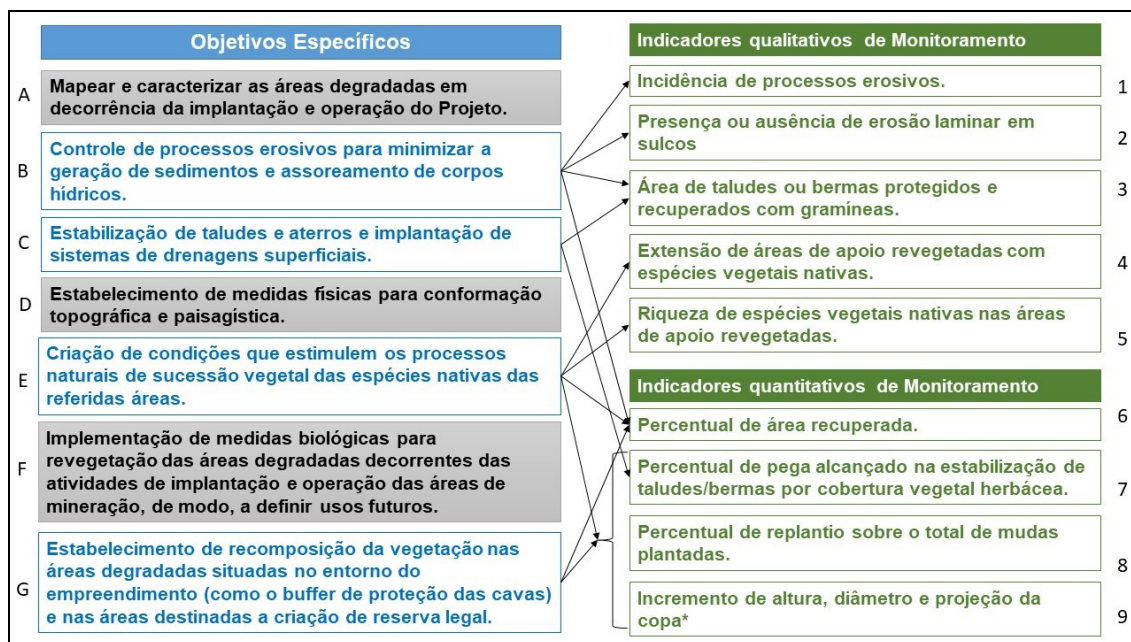 Objetivos Específicos
A
Mapear e caracterizar as áreas degradadas em
decorrência da implantação e operação do Projeto.
B
Controle de processos erosivos para minimizar a
geração de sedimentos e assoreamento de corpos
hídricos.
C
Estabilização de taludes e aterros e implantação de
sistemas de drenagens superficiais.
D
Estabelecimento de medidas físicas para conformação
topográfica e paisagística.
E
Criação de condições que estimulem os processos
naturais de sucessão vegetal das espécies nativas das
referidas áreas.
F
Implementação de medidas biológicas para
revegetação das áreas degradadas decorrentes das
atividades de implantação e operação das áreas de
mineração, de modo, a definir usos futuros.
G
Estabelecimento de recomposição da vegetação nas
áreas degradadas situadas no entorno do
empreendimento (como o buffer de proteção das cavas)
e nas áreas destinadas a criação de reserva legal.
Indicadores qualitativos de Monitoramento
Incidência de processos erosivos.
1
Presença ou ausência de erosão laminar em
sulcos
2
Área de taludes ou bermas protegidos e
recuperados com gramíneas.
3
Extensão de áreas de apoio revegetadas com
espécies vegetais nativas.
4
Riqueza de espécies vegetais nativas nas áreas
de apoio revegetadas.
5
Indicadores quantitativos de Monitoramento
Percentual de área recuperada.
6
Percentual de pega alcançado na estabilização de
taludes/bermas por cobertura vegetal herbácea.
7
Percentual de replantio sobre o total de mudas
plantadas.
8
Incremento de altura, diâmetro e projeção da
copa*
9